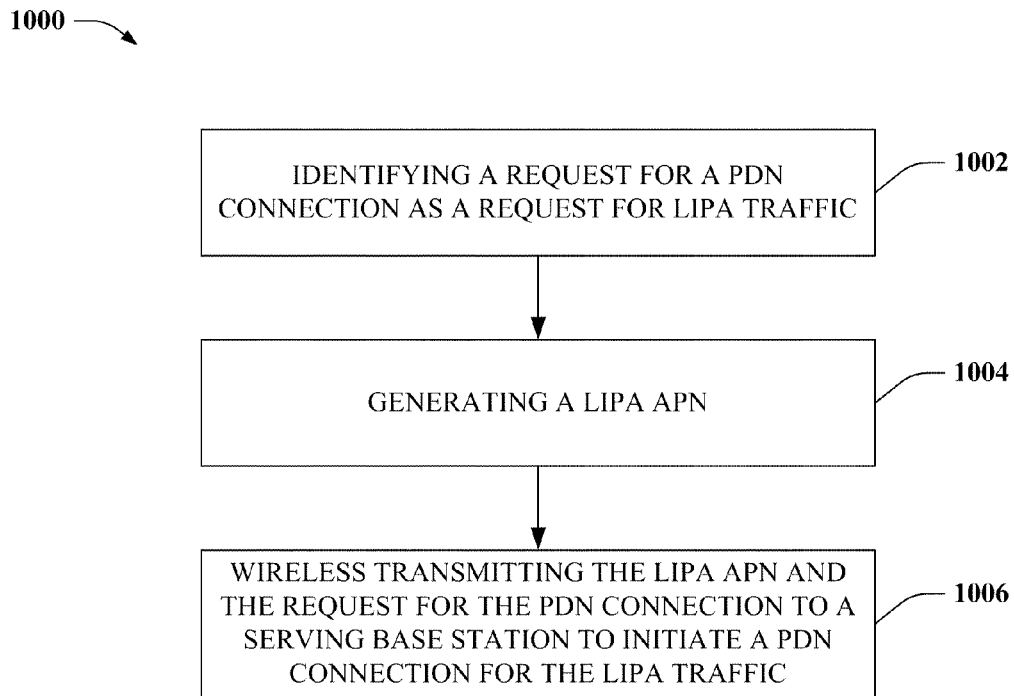 1000
IDENTIFYING A REQUEST FOR A PDN
CONNECTION AS A REQUEST FOR LIPA TRAFFIC
1002
GENERATING A LIPA APN
1004
WIRELESS TRANSMITTING THE LIPA APN AND
THE REQUEST FOR THE PDN CONNECTION TO A
SERVING BASE STATION TO INITIATE A PDN
CONNECTION FOR THE LIPA TRAFFIC
1006